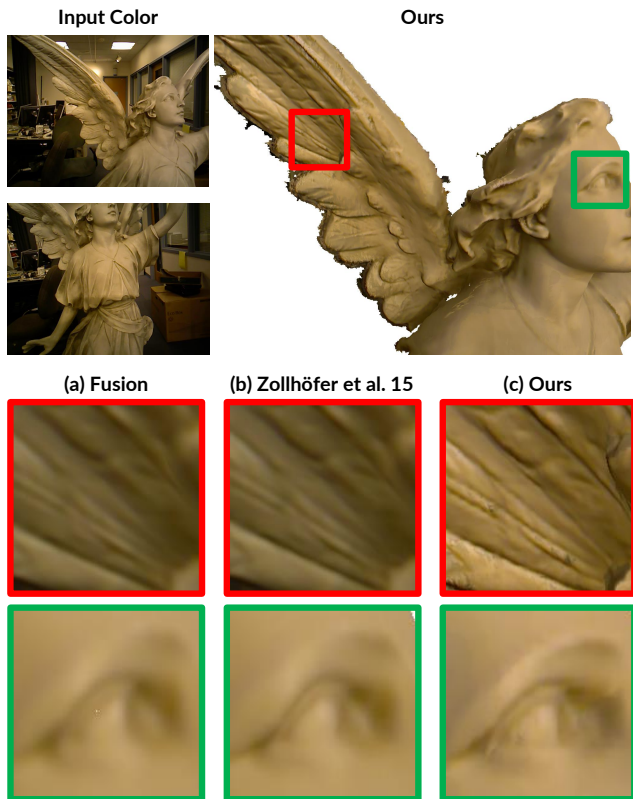 Input Color
Ours
(a) Fusion
(b) Zollhöfer et al. 15
(c) Ours